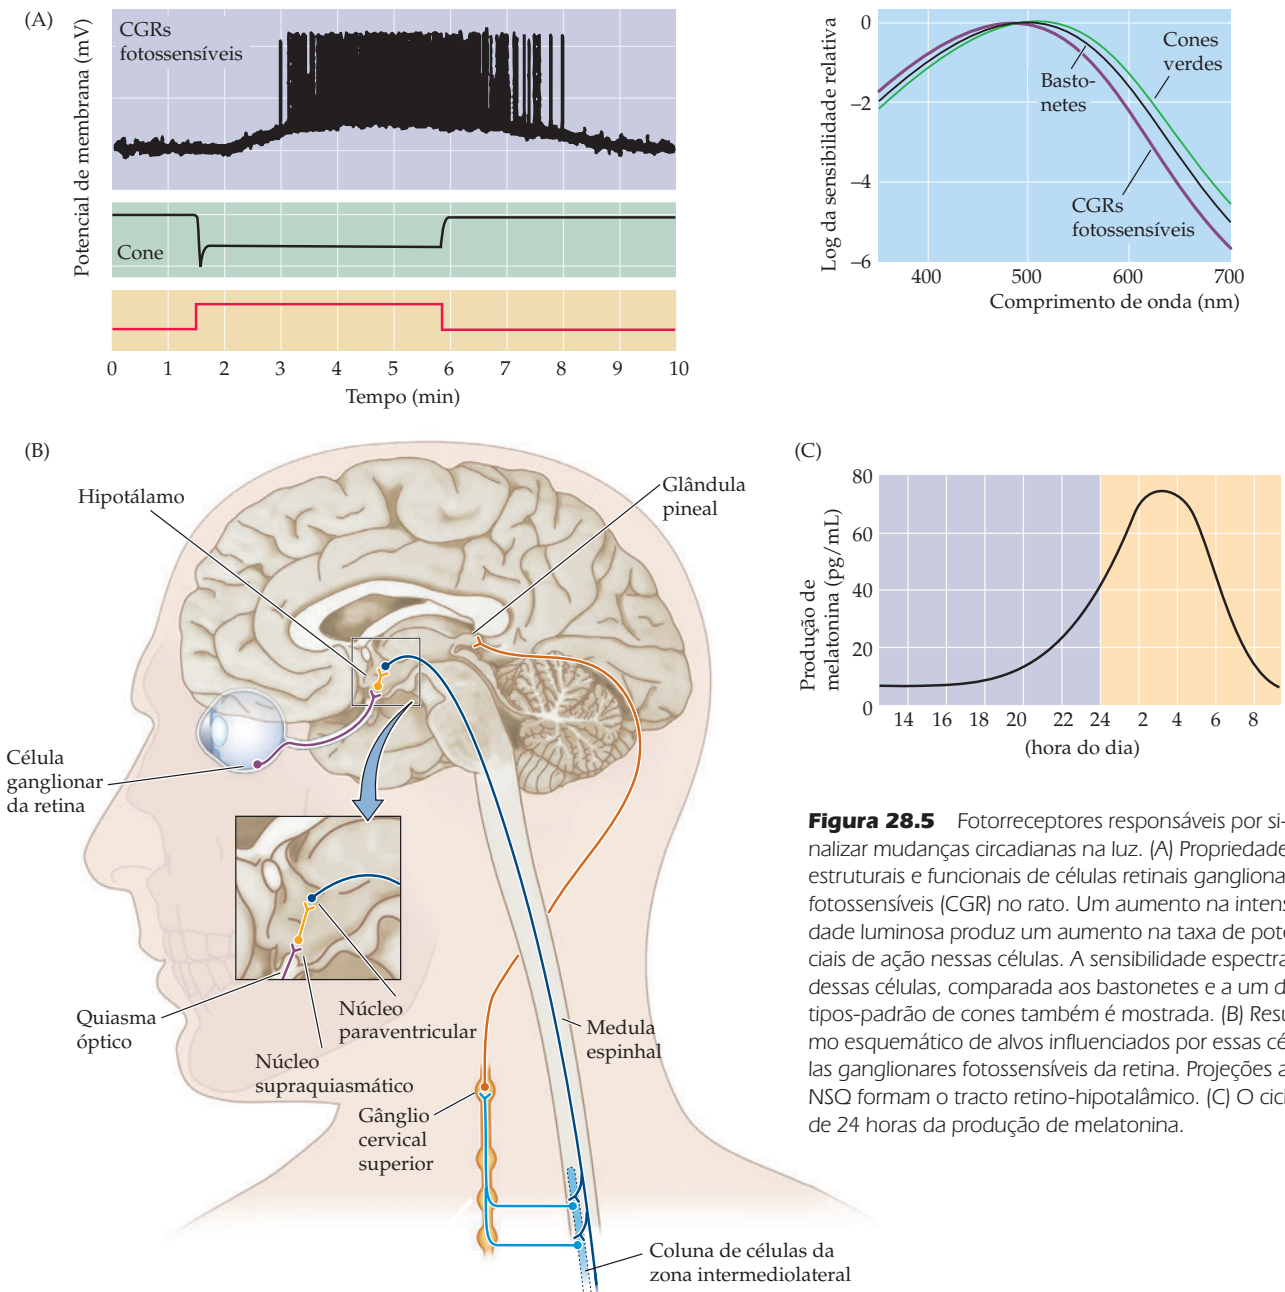 (A)
Potencial de membrana (mV)
CGRs
fotossensíveis
Cone
0 1 2 3 4 5 6 7 8 9 10
Tempo (min)
Log da sensibilidade relativa
0
–2
–4
–6
Cones
verdes
Basto-
netes
CGRs
fotossensíveis
400 500 600 700
Comprimento de onda (nm)
(B)
Hipotálamo
Glândula
pineal
Célula
ganglionar
da retina
Quiasma
óptico
Núcleo
supraquiasmático
Núcleo
paraventricular
Medula
espinhal
Gânglio
cervical
superior
Coluna de células da
zona intermediolateral
(C)
Produção de
melatonina (pg/mL)
80
60
40
20
0
14 16 18 20 22 24 2 4 6 8
(hora do dia)
Figura 28.5 Fotorreceptores responsáveis por si-
nalizar mudanças circadianas na luz. (A) Propriedade
estruturais e funcionais de células retinais ganglona
fotossensíveis (CGR) no rato. Um aumento na intens
dade luminosa produz um aumento na taxa de pote
ciais de ação nessas células. A sensibilidade espectra
dessas células, comparada aos bastonetes e a um d
tipos-padrão de cones também é mostrada. (B) Resu
mo esquemático de alvos influenciados por essas cé
las ganglionares fotossensíveis da retina. Projeções a
NSQ formam o tracto retino-hipotalâmico. (C) O cicl
de 24 horas da produção de melatonina.